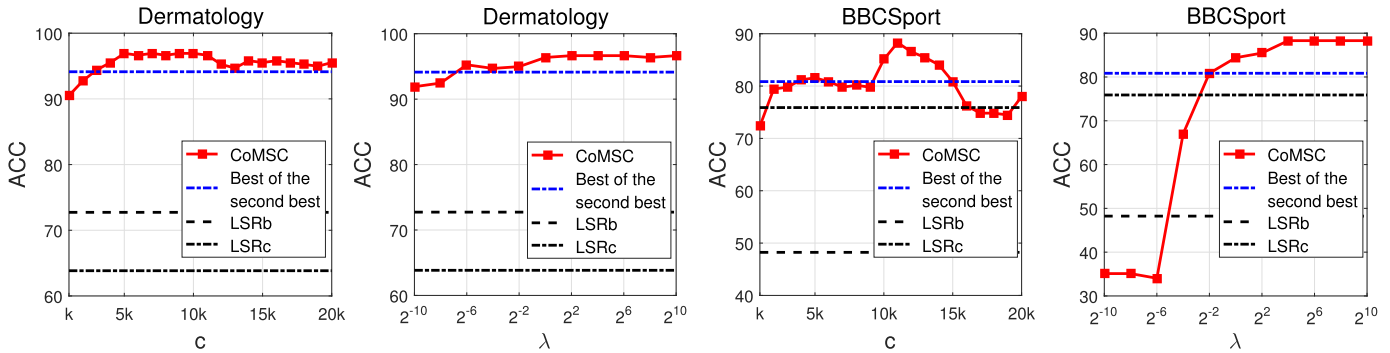 Dermatology
ACC
100
90
80
70
60
k
5k
10k
15k
20k
c
CoMSC
Best of the
second best
LSRb
LSRc
Dermatology
ACC
100
90
80
70
60
2^-10
2^-6
2^-2
2^2
2^6
2^10
λ
CoMSC
Best of the
second best
LSRb
LSRc
BBCSport
ACC
90
80
70
60
50
40
k
5k
10k
15k
20k
c
CoMSC
Best of the
second best
LSRb
LSRc
BBCSport
ACC
90
80
70
60
50
40
30
2^-10
2^-6
2^-2
2^2
2^6
2^10
λ
CoMSC
Best of the
second best
LSRb
LSRc